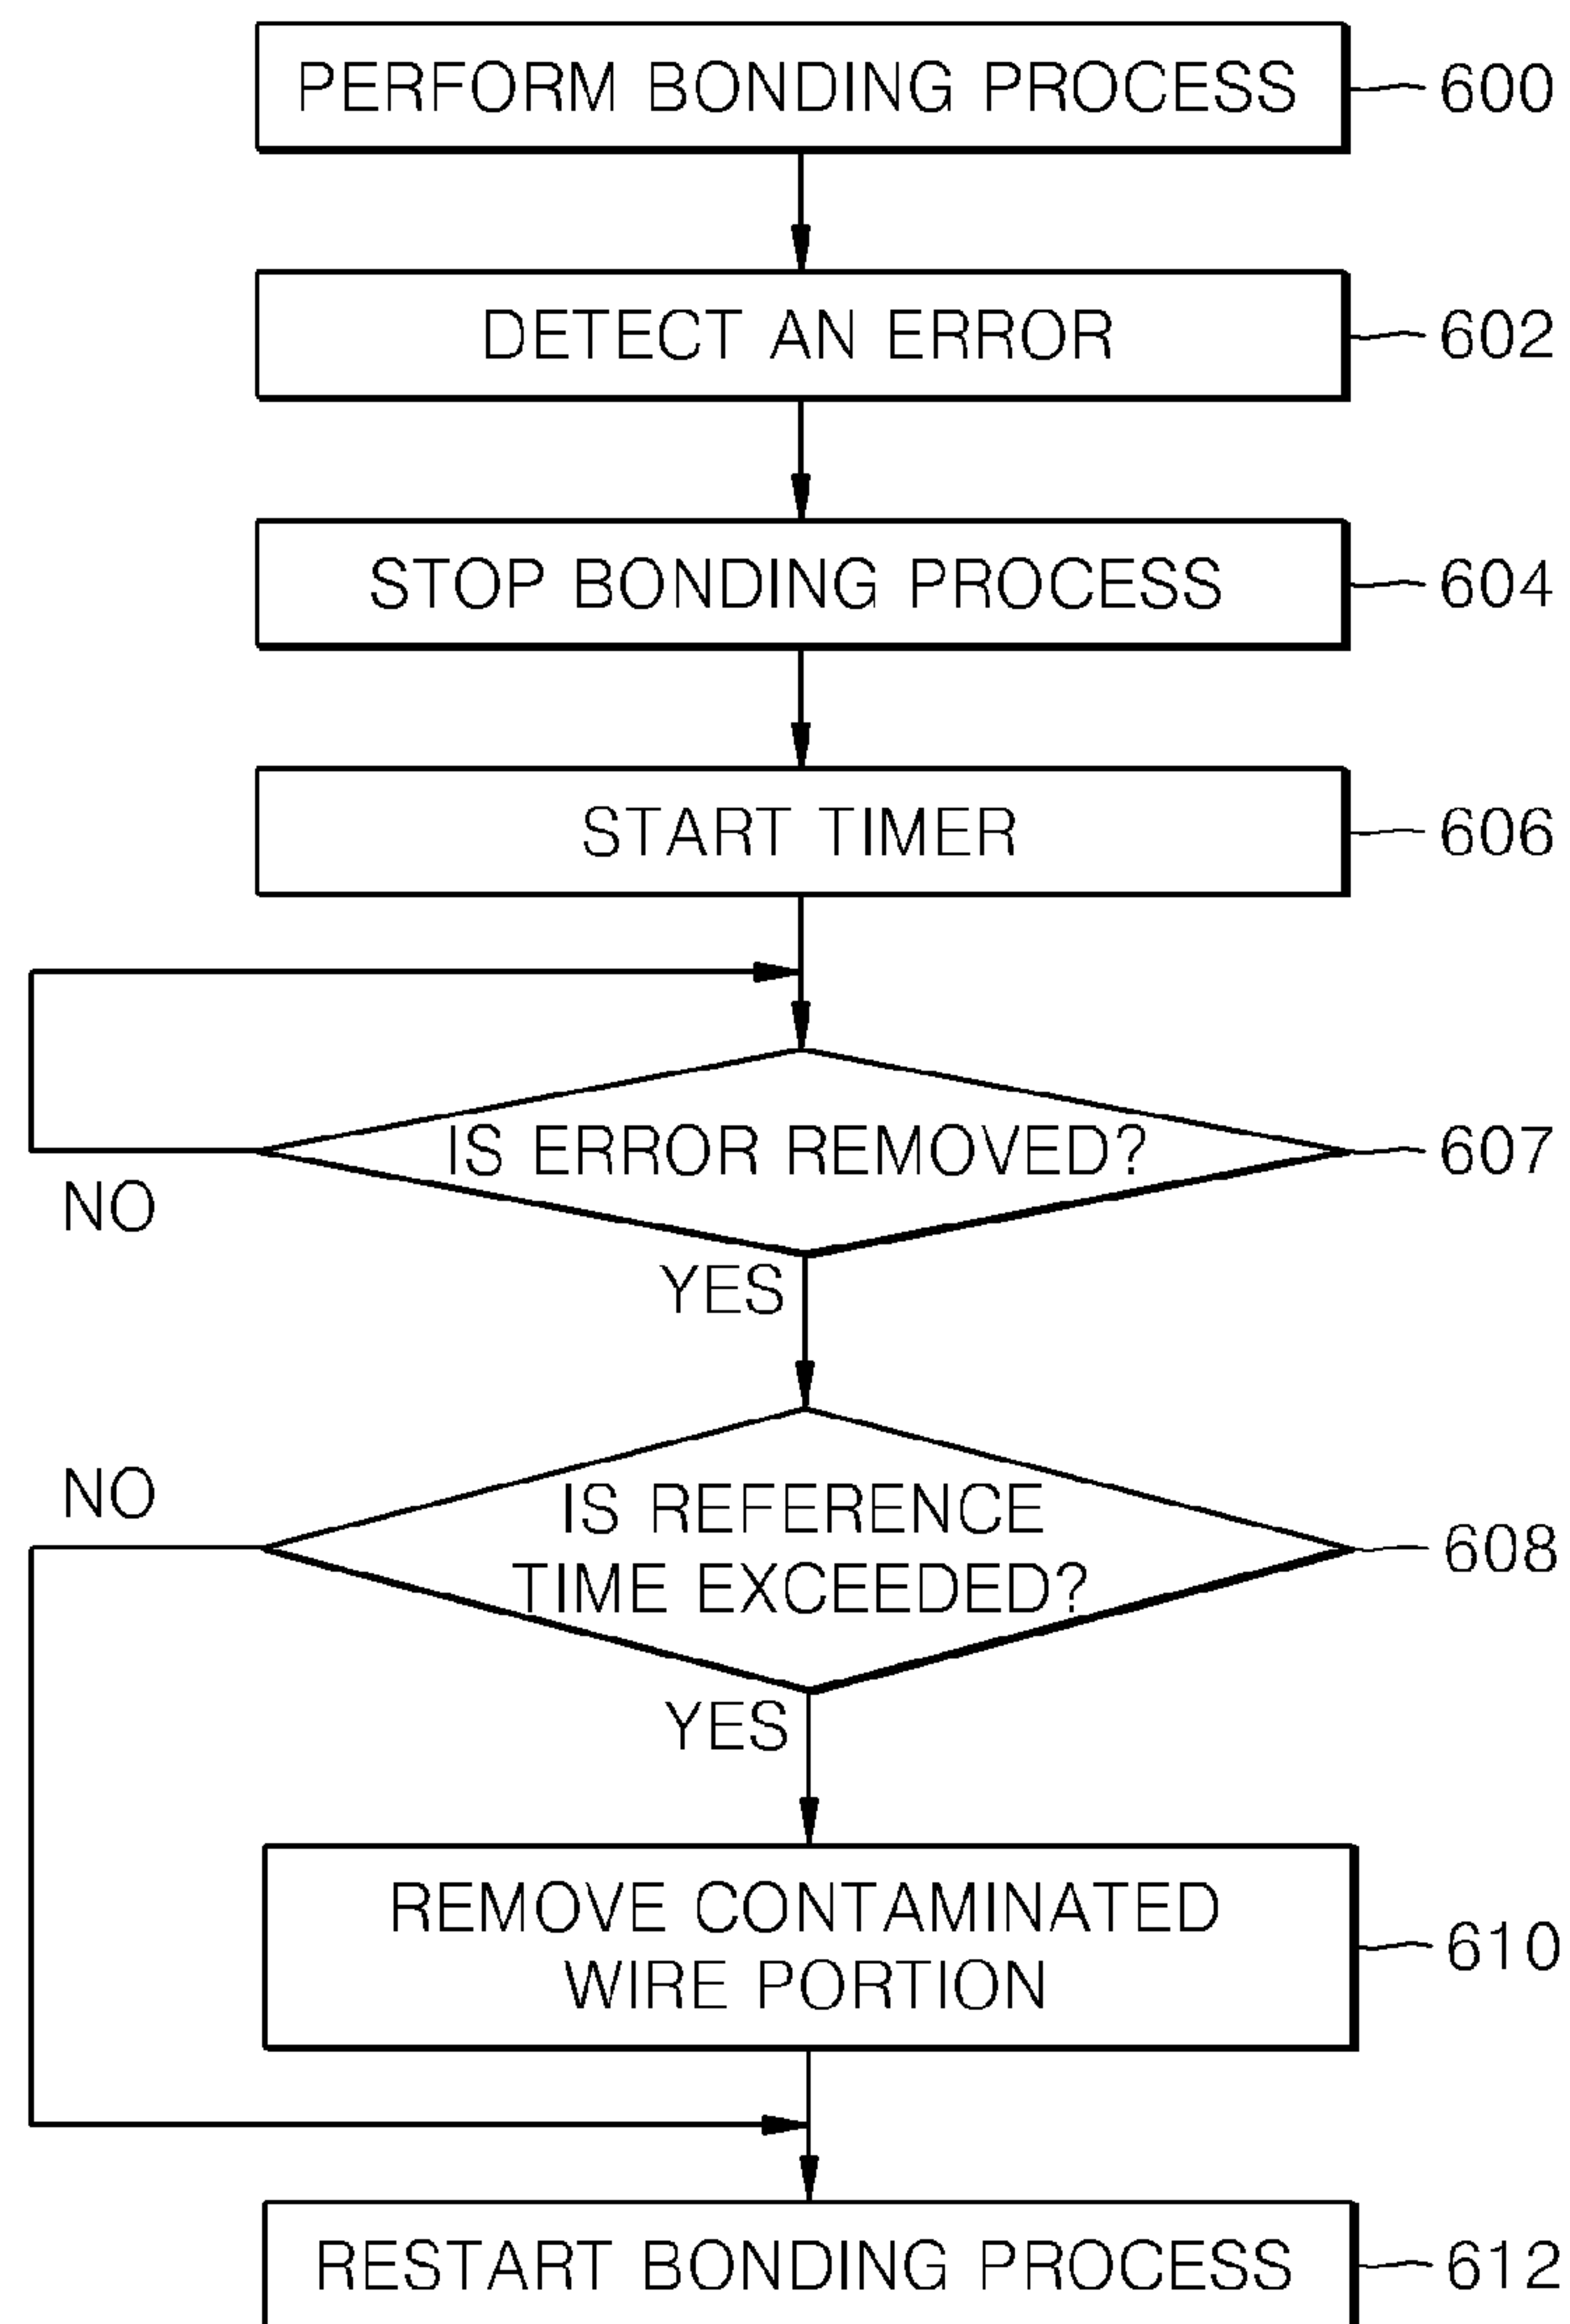 PERFORM BONDING PROCESS
600
DETECT AN ERROR
602
STOP BONDING PROCESS
604
START TIMER
606
IS ERROR REMOVED?
607
NO
YES
NO
IS REFERENCE
TIME EXCEEDED?
608
YES
REMOVE CONTAMINATED
WIRE PORTION
610
RESTART BONDING PROCESS
612